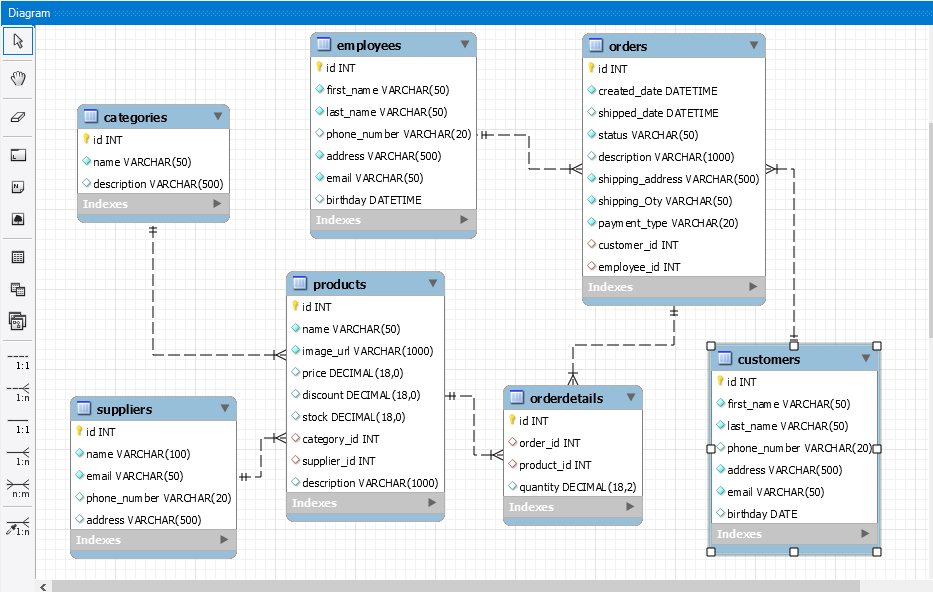 Diagram
employees
id INT
first_name VARCHAR(50)
last_name VARCHAR(50)
phone_number VARCHAR(20)
address VARCHAR(500)
email VARCHAR(50)
birthday DATETIME
Indexes
orders
id INT
created_date DATETIME
shipped_date DATETIME
status VARCHAR(50)
description VARCHAR(1000)
shipping_address VARCHAR(500)
shipping_Oty VARCHAR(50)
payment_type VARCHAR(20)
customer_id INT
employee_id INT
Indexes
categories
id INT
name VARCHAR(50)
description VARCHAR(500)
Indexes
products
id INT
name VARCHAR(50)
image_url VARCHAR(1000)
price DECIMAL(18,0)
discount DECIMAL(18,0)
stock DECIMAL(18,0)
category_id INT
supplier_id INT
description VARCHAR(1000)
Indexes
customers
id INT
first_name VARCHAR(50)
last_name VARCHAR(50)
phone_number VARCHAR(20)
address VARCHAR(500)
email VARCHAR(50)
birthday DATE
Indexes
suppliers
id INT
name VARCHAR(100)
email VARCHAR(50)
phone_number VARCHAR(20)
address VARCHAR(500)
Indexes
orderdetails
id INT
order_id INT
product_id INT
quantity DECIMAL(18,2)
Indexes
1:1
1:n
1:1
1:n
n:m
1:n